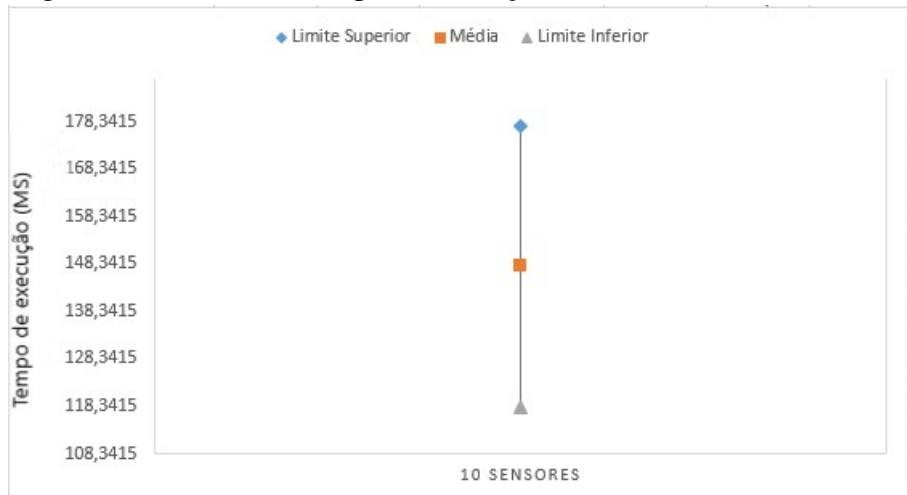 Limite Superior Média Limite Inferior
178,3415
168,3415
158,3415
148,3415
138,3415
128,3415
118,3415
108,3415
Tempo de execução (MS)
10 SENSORES